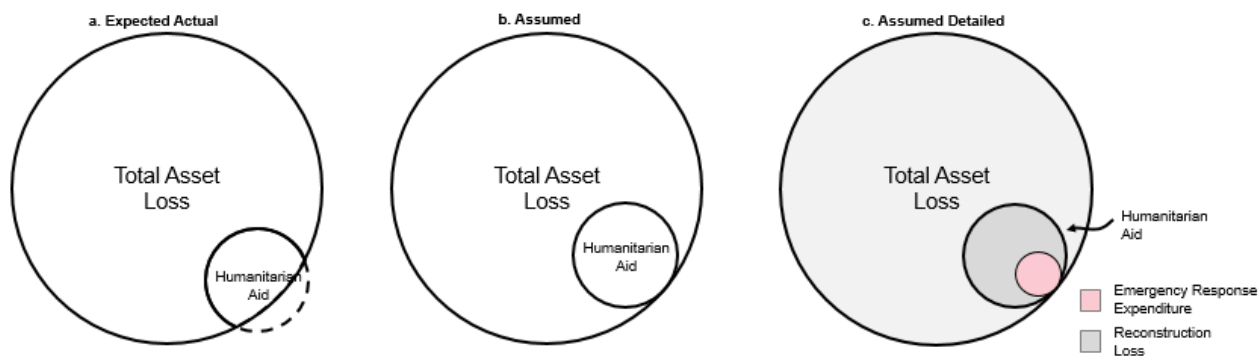 a. Expected Actual
Total Asset
Loss
Humanitarian
Aid
b. Assumed
Total Asset
Loss
Humanitarian
Aid
c. Assumed Detailed
Total Asset
Loss
Humanitarian
Aid
Emergency Response
Expenditure
Reconstruction
Loss